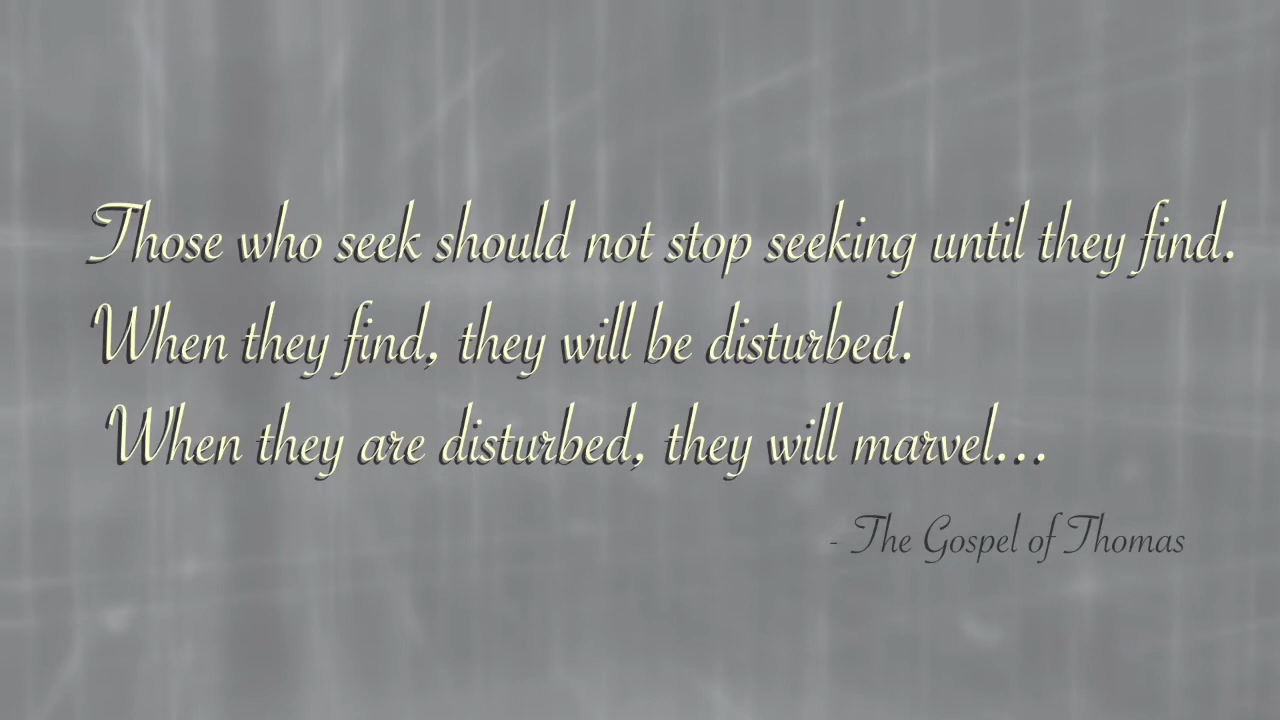 Those who seek should not stop seeking until they find.
When they find, they will be disturbed.
When they are disturbed, they will marvel...
- The Gospel of Thomas